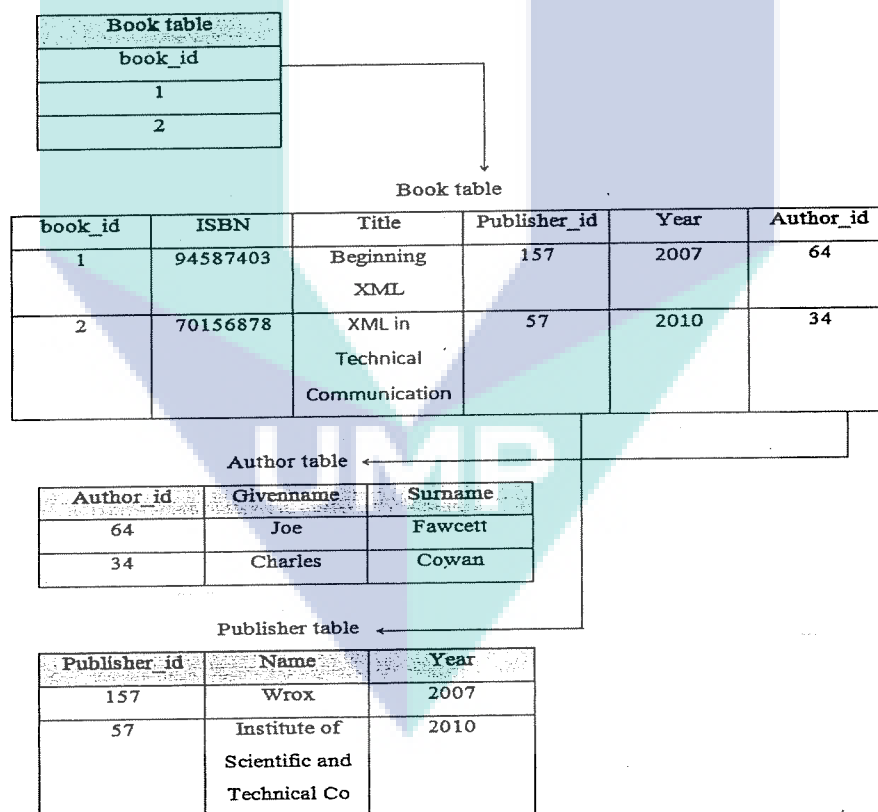 Book table
book_id
1
2
Book table
book_id ISBN Title Publisher_id Year Author_id
1 94587403 Beginning 157 2007 64
XML
2 70156878 XML in 57 2010 34
Technical
Communication
UMP
Author table
Author_id Givenname Surname
64 Joe Fawcett
34 Charles Cowan
Publisher table
Publisher_id Name Year
157 Wrox 2007
57 Institute of 2010
Scientific and
Technical Co